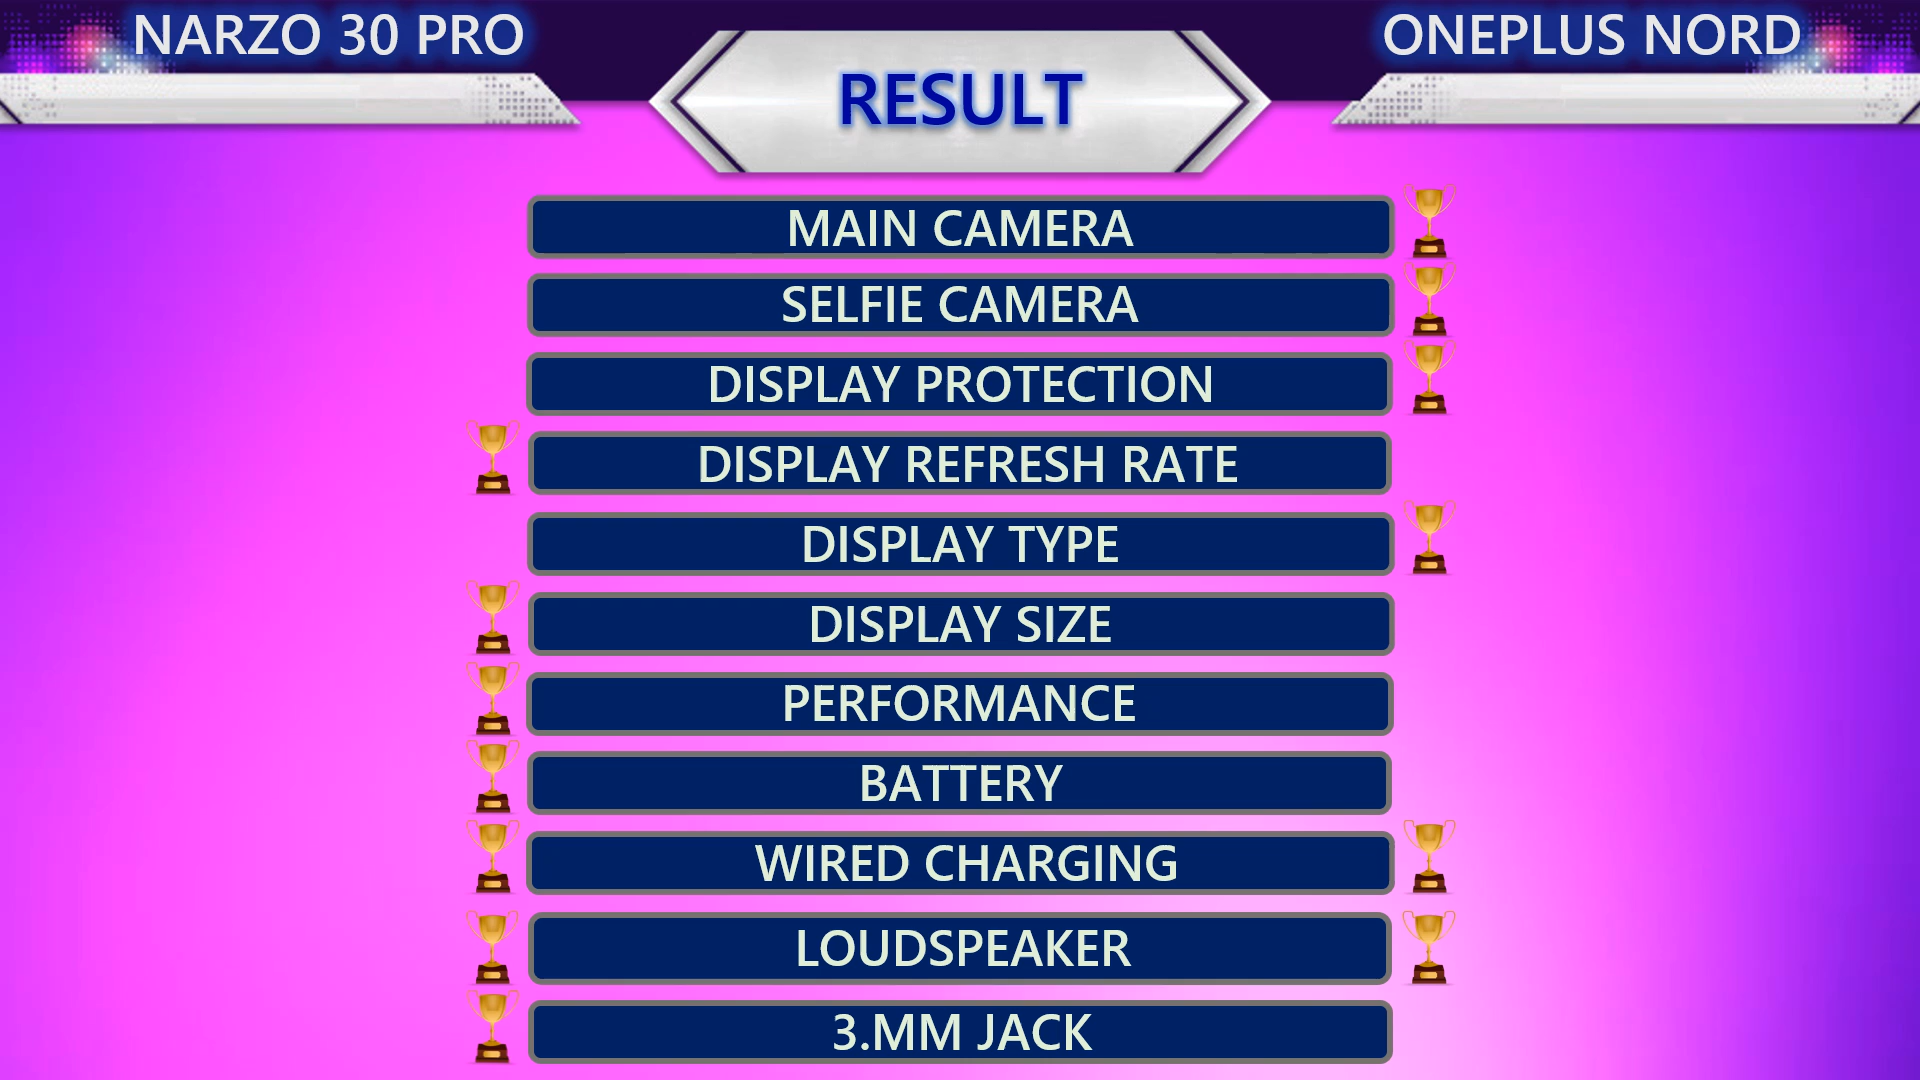 NARZO 30 PRO
RESULT
ONEPLUS NORD
MAIN CAMERA
SELFIE CAMERA
DISPLAY PROTECTION
DISPLAY REFRESH RATE
DISPLAY TYPE
DISPLAY SIZE
PERFORMANCE
BATTERY
WIRED CHARGING
LOUDSPEAKER
3.MM JACK